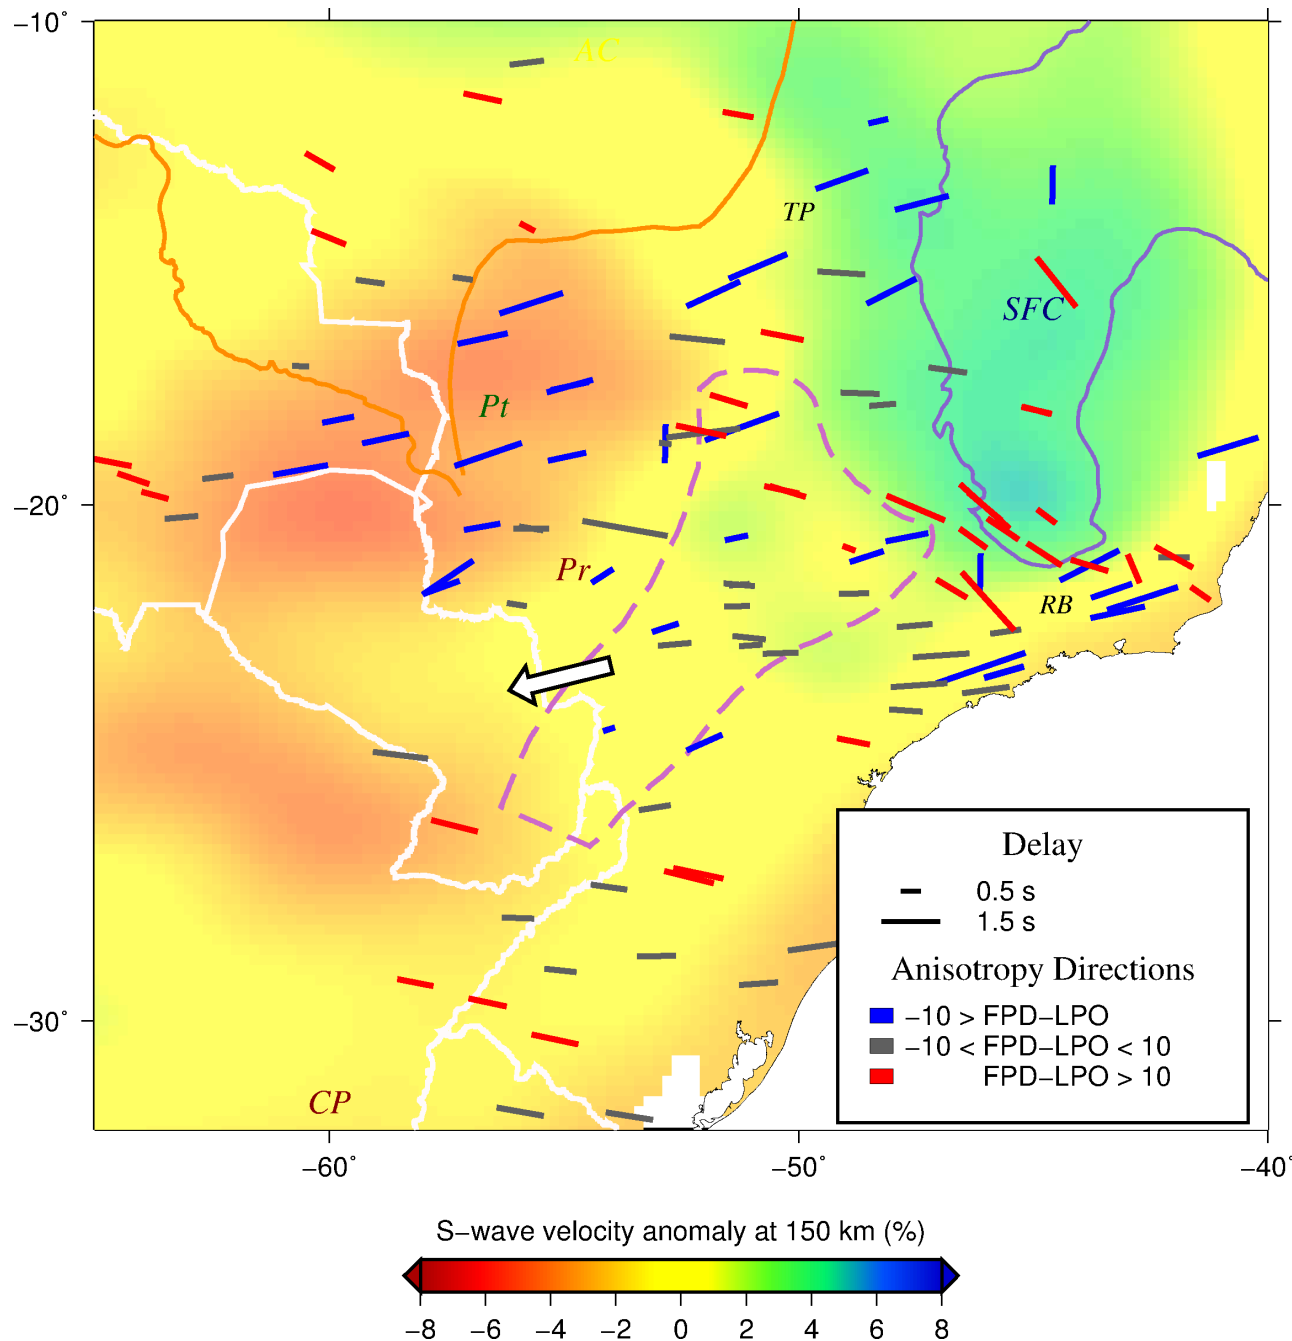 −10°
AC
TP
SFC
Pt
−20°
Pr
RB
Delay
0.5 s
1.5 s
Anisotropy Directions
−10 > FPD−LPO
−10 < FPD−LPO < 10
FPD−LPO > 10
−30°
CP
−60° −50° −40°
S−wave velocity anomaly at 150 km (%)
−8 −6 −4 −2 0 2 4 6 8